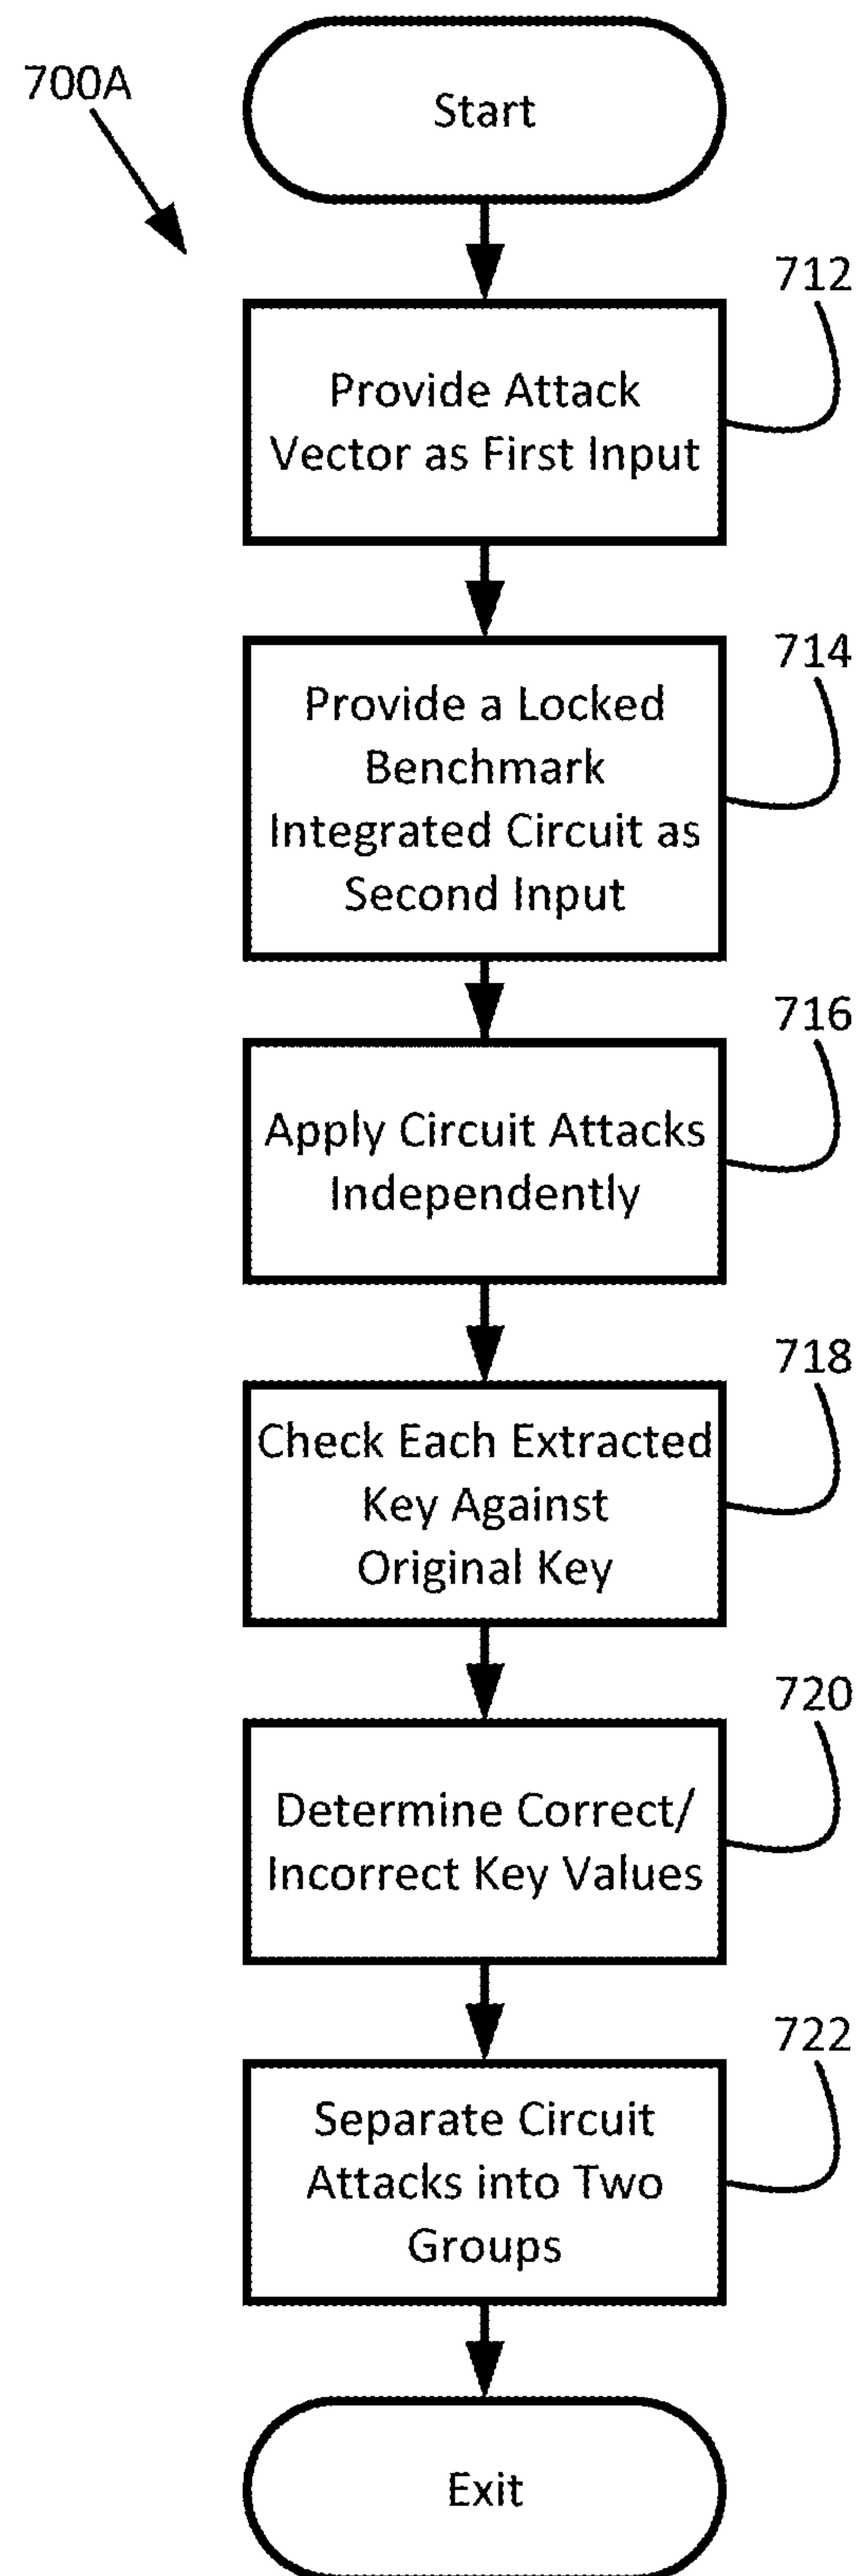 700A
Start
712
Provide Attack
Vector as First Input
714
Provide a Locked
Benchmark
Integrated Circuit as
Second Input
716
Apply Circuit Attacks
Independently
718
Check Each Extracted
Key Against
Original Key
720
Determine Correct/
Incorrect Key Values
722
Separate Circuit
Attacks into Two
Groups
Exit